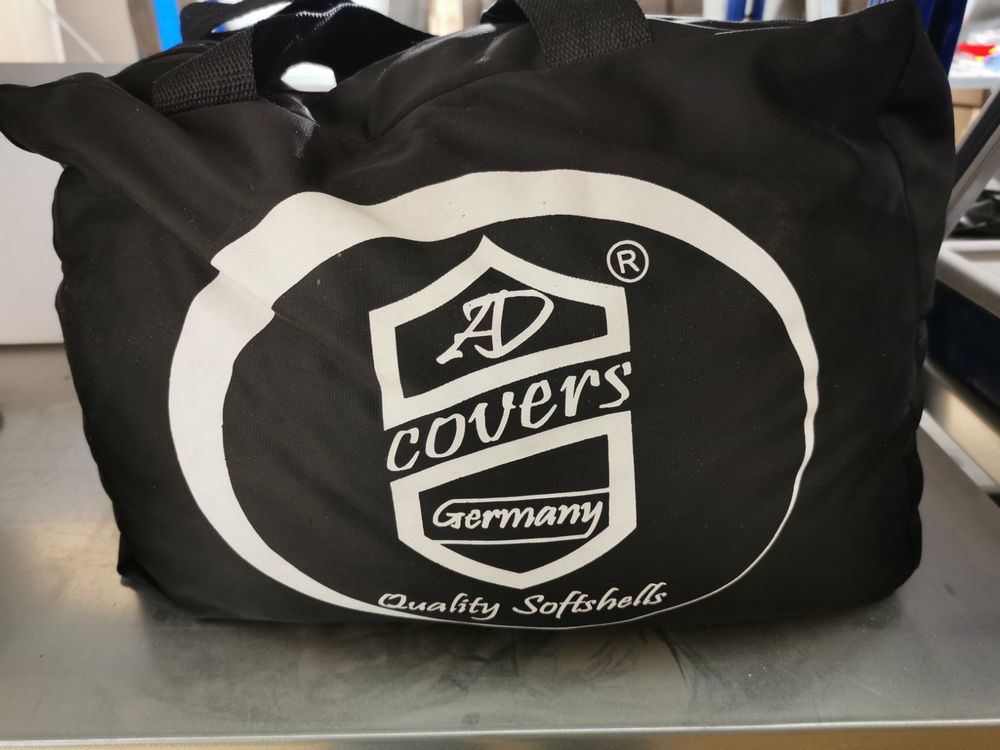 AD
®
covers
Germany
Quality Softshells